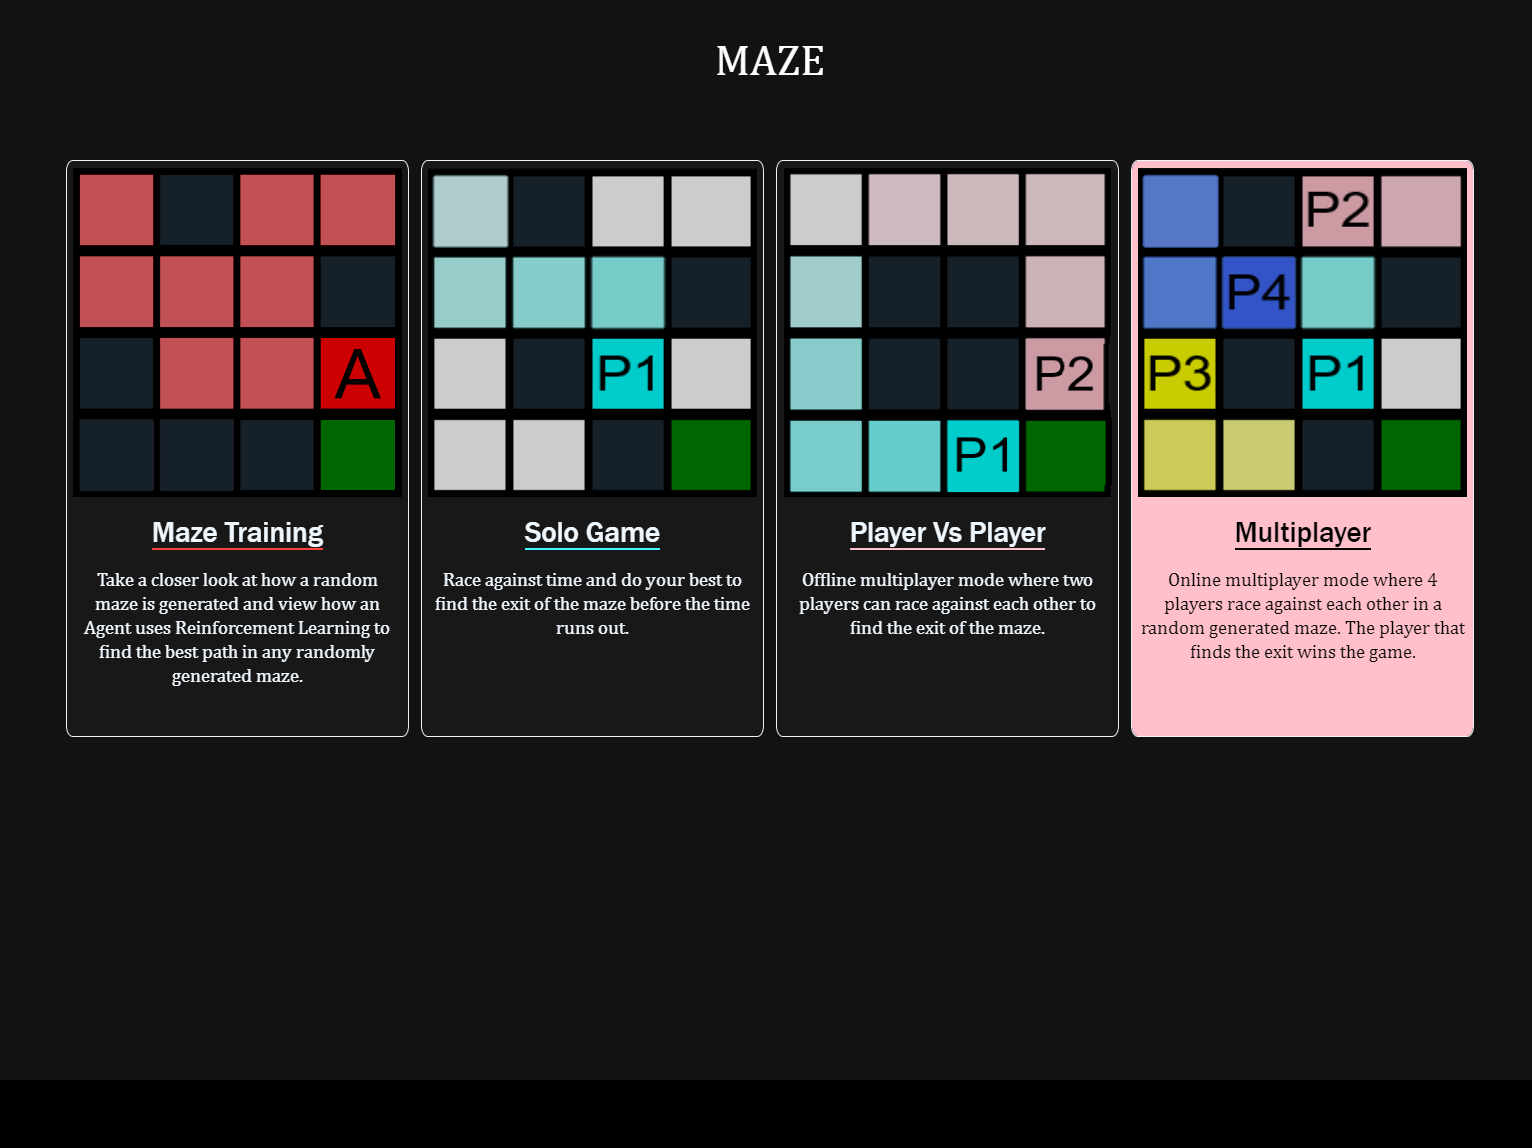 MAZE
A
P1
P2
P1
P2
P4
P3
P1
Maze Training
Take a closer look at how a random
maze is generated and view how an
Agent uses Reinforcement Learning to
find the best path in any randomly
generated maze.
Solo Game
Race against time and do your best to
find the exit of the maze before the time
runs out.
Player Vs Player
Offline multiplayer mode where two
players can race against each other to
find the exit of the maze.
Multiplayer
Online multiplayer mode where 4
players race against each other in a
random generated maze. The player that
finds the exit wins the game.